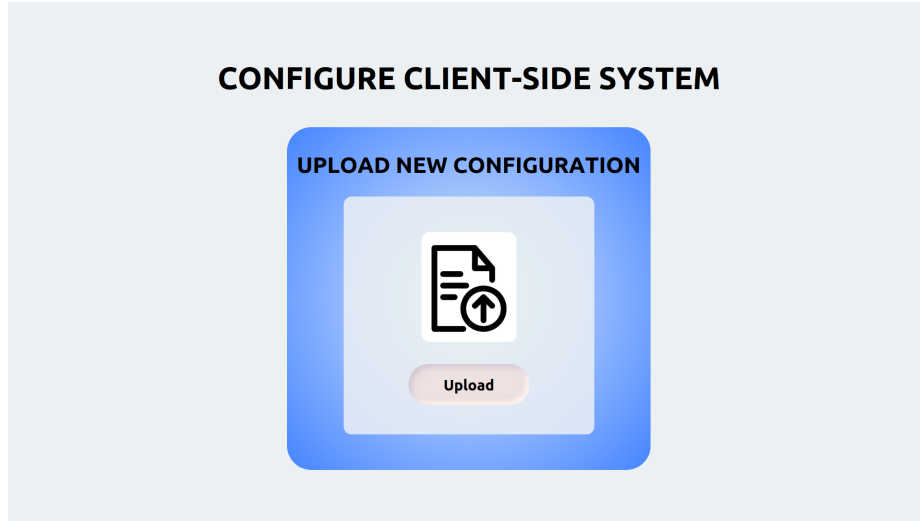 CONFIGURE CLIENT-SIDE SYSTEM
UPLOAD NEW CONFIGURATION
Upload